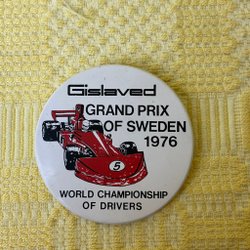 Gislaved
GRAND PRIX
OF SWEDEN
1976
5
WORLD CHAMPIONSHIP
OF DRIVERS